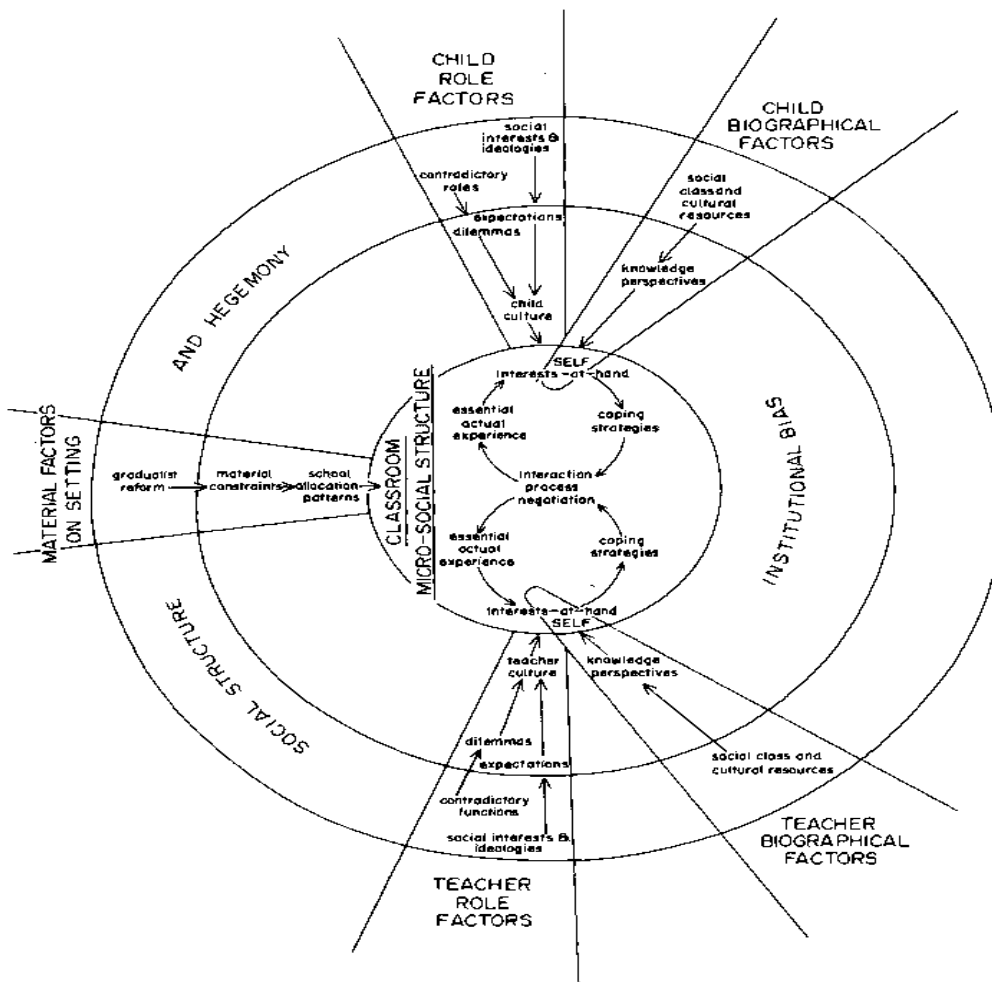 CHILD
ROLE
FACTORS
CHILD
BIOGRAPHICAL
FACTORS
social
interests &
ideologies
contradictory
roles
expectations
dilemmas
child
culture
social
class and
cultural
resources
knowledge
perspectives
AND HEGEMONY
SELF
interests-at-hand
essential
actual
experience
coping
strategies
interaction
process
negotiation
essential
actual
experience
coping
strategies
interests-at-hand
SELF
CLASSROOM
MICRO-SOCIAL STRUCTURE
MATERIAL FACTORS
ON SETTING
gradualist
reform
material
constraints
school
allocation
patterns
INSTITUTIONAL BIAS
SOCIAL STRUCTURE
teacher
culture
knowledge
perspectives
dilemmas
expectations
social class and
cultural resources
contradictory
functions
social interests &
ideologies
TEACHER
ROLE
FACTORS
TEACHER
BIOGRAPHICAL
FACTORS